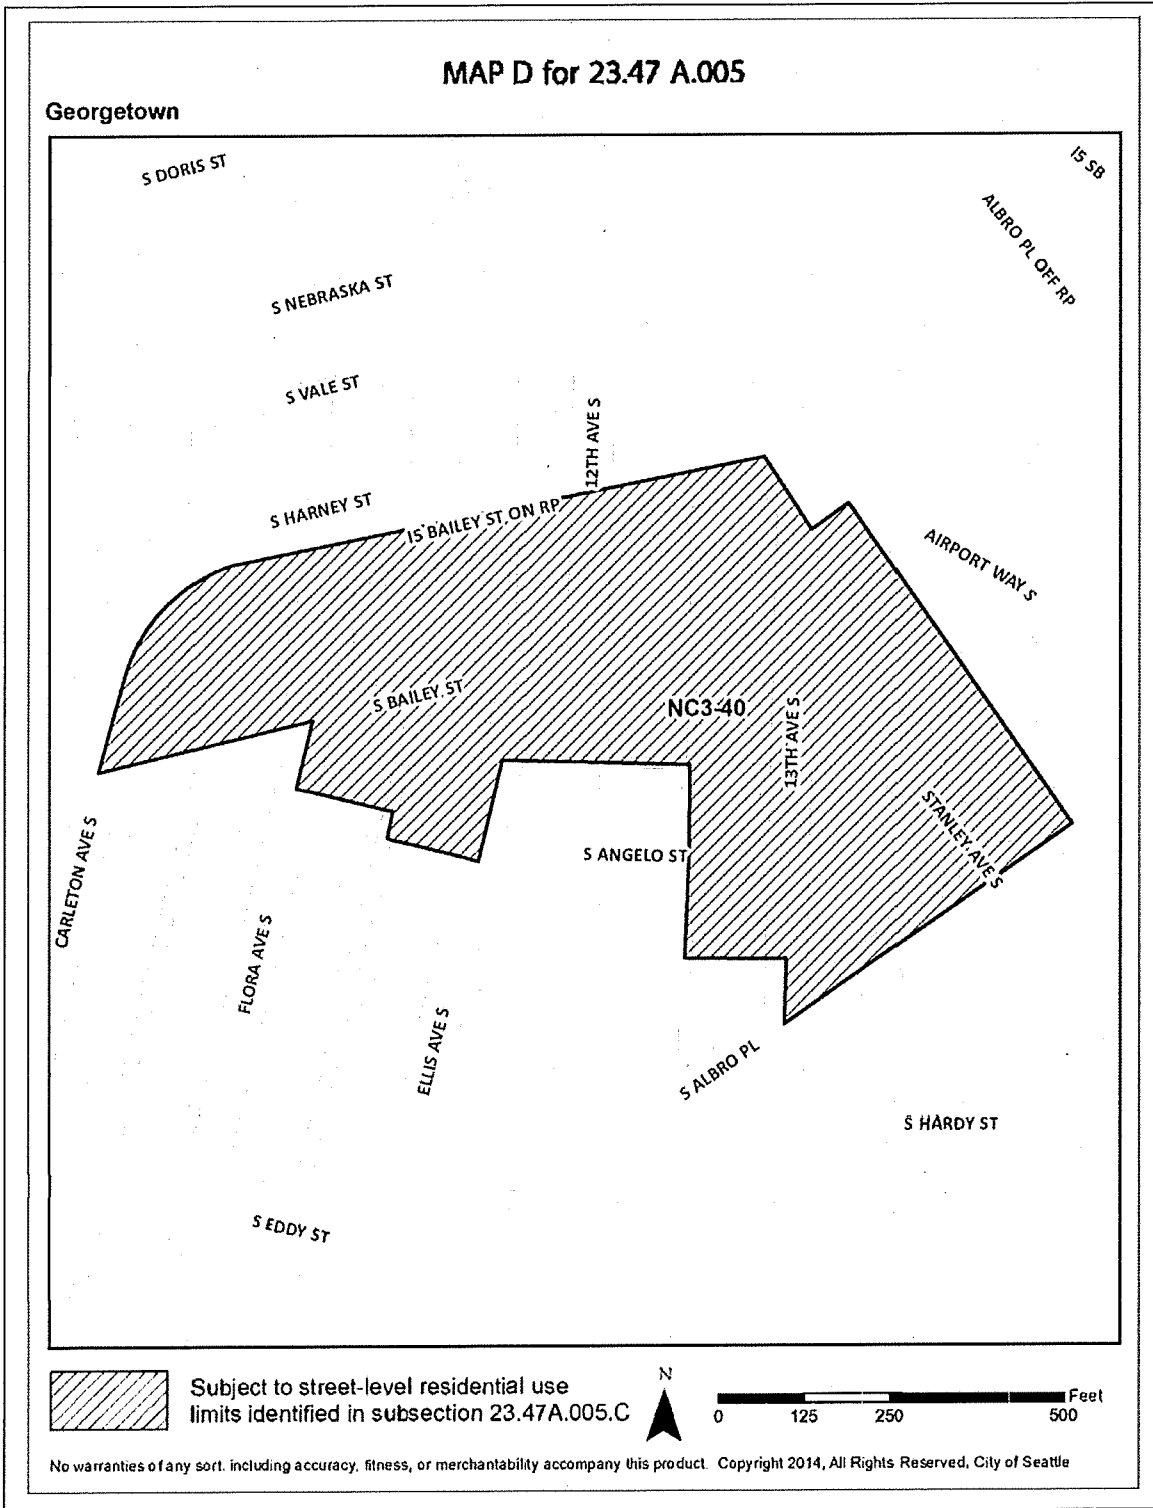 MAP D for 23.47 A.005
Georgetown
S DORIS ST
I5 SB
ALBRO PL OFF RP
S NEBRASKA ST
S VALE ST
12TH AVE S
S HARNEY ST
I5 BAILEY ST ON RP
AIRPORT WAY S
S BAILEY ST
NC3-40
13TH AVE S
STANLEY AVE S
S ANGELO ST
CARLETON AVE S
FLORA AVE S
ELLIS AVE S
S ALBRO PL
S HARDY ST
S EDDY ST
Subject to street-level residential use
limits identified in subsection 23.47A.005.C
N
Feet
0 125 250 500
No warranties of any sort, including accuracy, fitness, or merchantability accompany this product. Copyright 2014, All Rights Reserved, City of Seattle